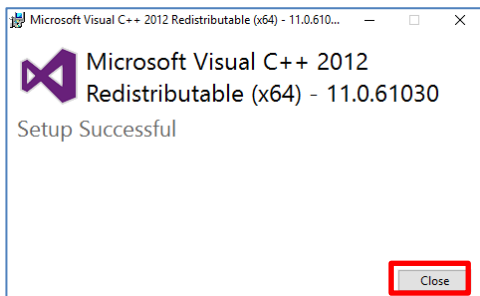 Microsoft Visual C++ 2012 Redistributable (x64) - 11.0.610...
Microsoft Visual C++ 2012
Redistributable (x64) - 11.0.61030
Setup Successful
Close